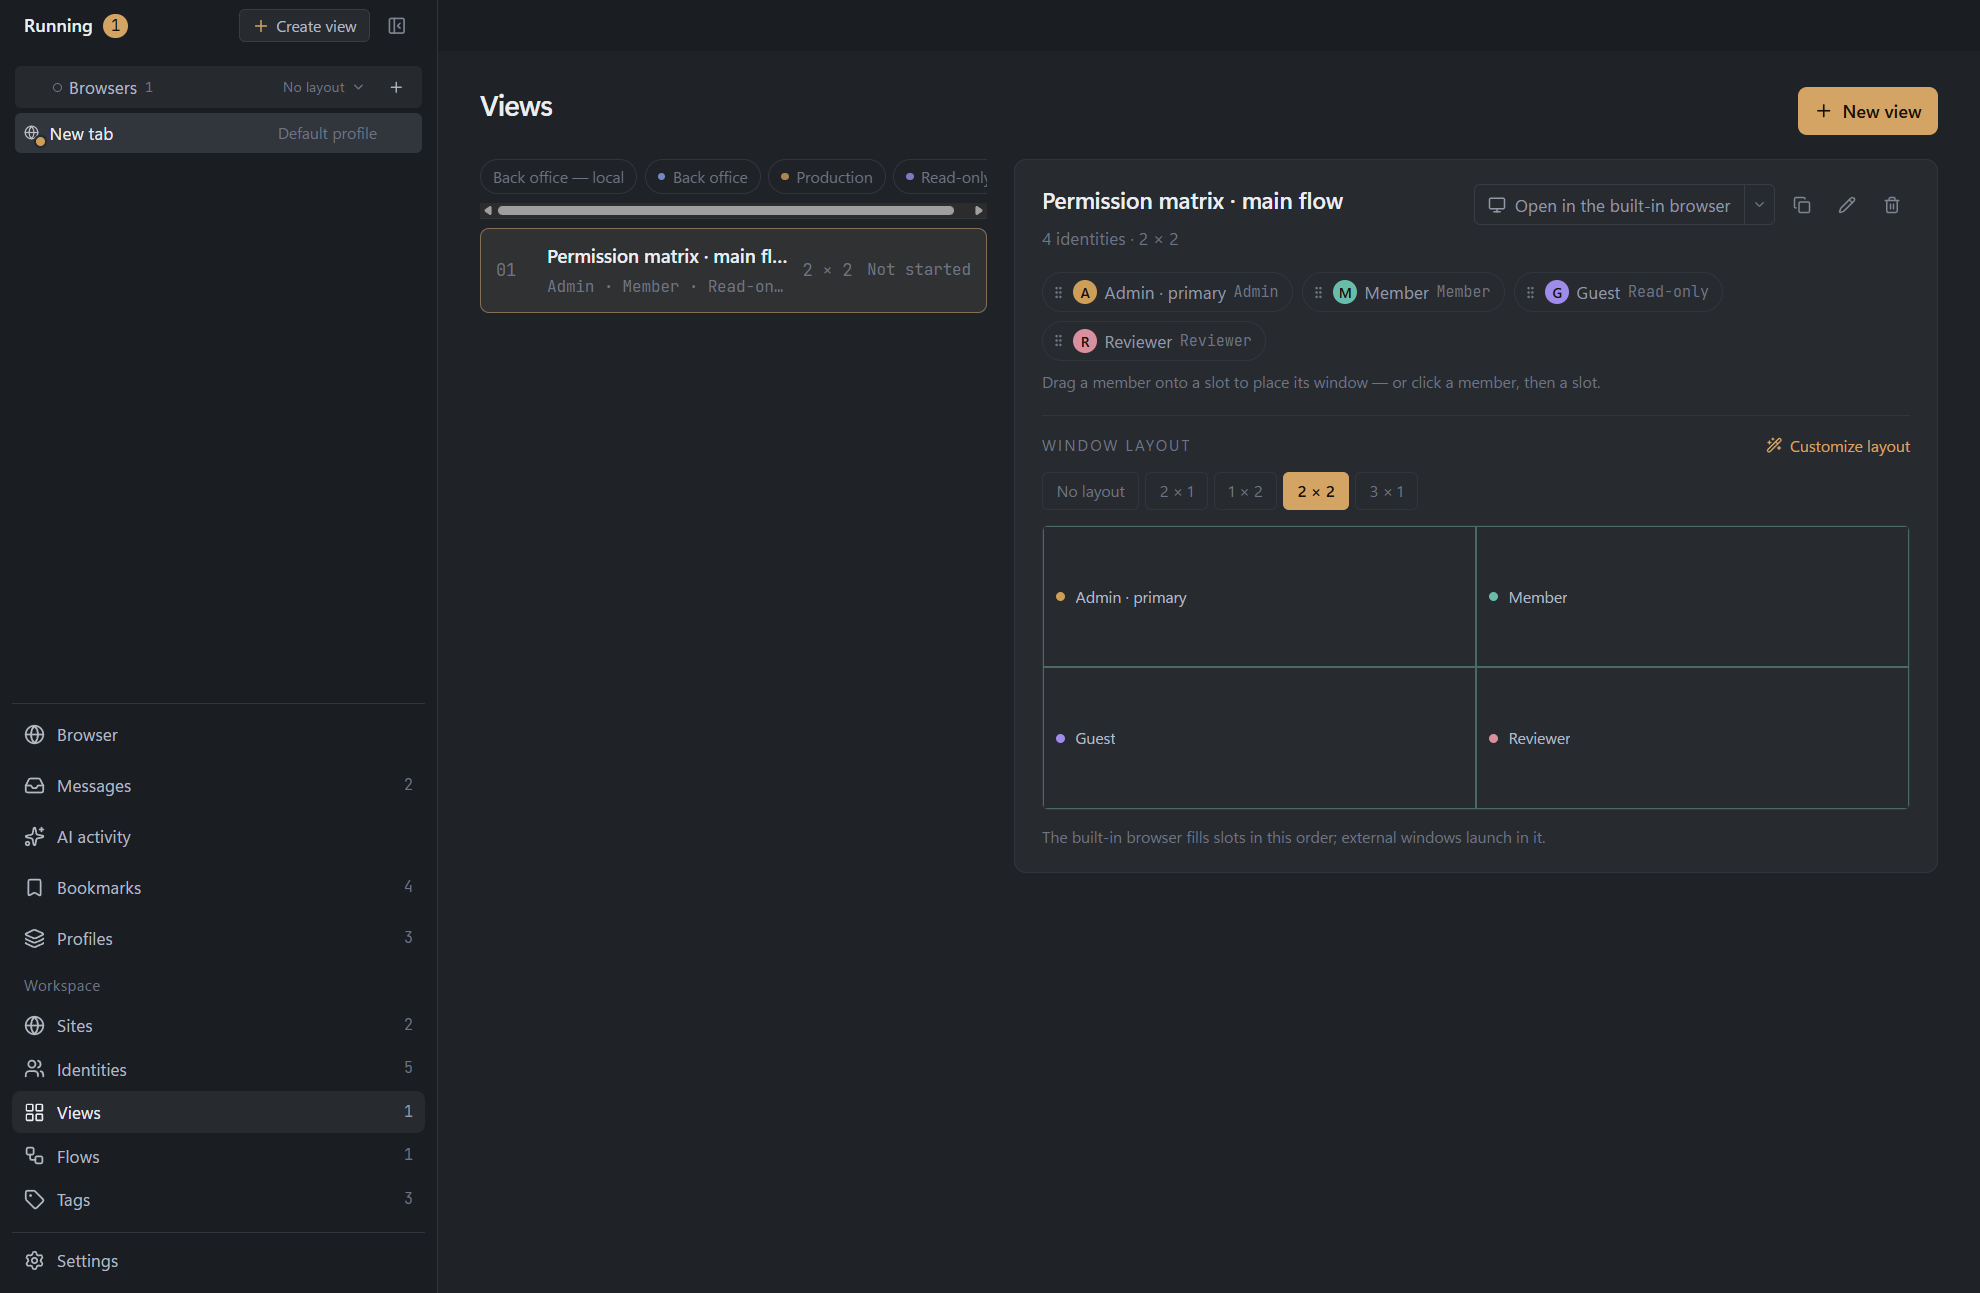 Running 1
Create view
Browsers 1 No layout
New tab Default profile
Browser
Messages 2
AI activity
Bookmarks 4
Profiles 3
Workspace
Sites 2
Identities 5
Views 1
Flows 1
Tags 3
Settings
Views
New view
Back office — local Back office Production Read-only
01 Permission matrix · main fl... 2 × 2 Not started
Admin · Member · Read-on...
Permission matrix · main flow
Open in the built-in browser
4 identities · 2 × 2
A Admin · primary Admin M Member Member G Guest Read-only
R Reviewer Reviewer
Drag a member onto a slot to place its window — or click a member, then a slot.
WINDOW LAYOUT
Customize layout
No layout 2 × 1 1 × 2 2 × 2 3 × 1
Admin · primary Member
Guest Reviewer
The built-in browser fills slots in this order; external windows launch in it.